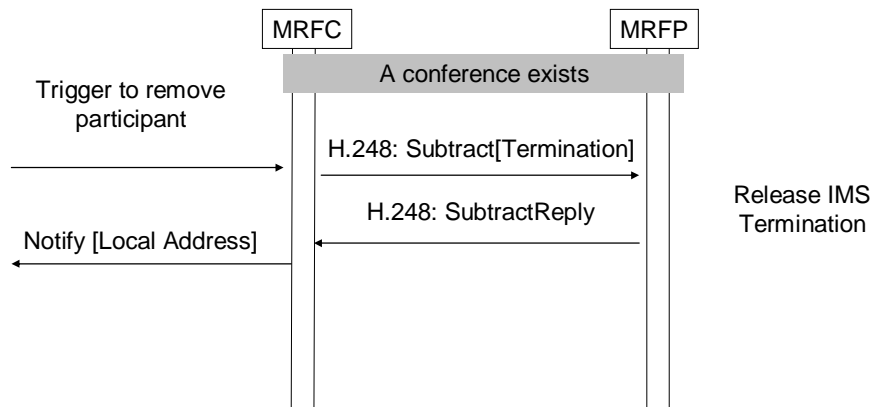 MRFC
MRFP
A conference exists
Trigger to remove
participant
H.248: Subtract[Termination]
H.248: SubtractReply
Release IMS
Termination
Notify [Local Address]